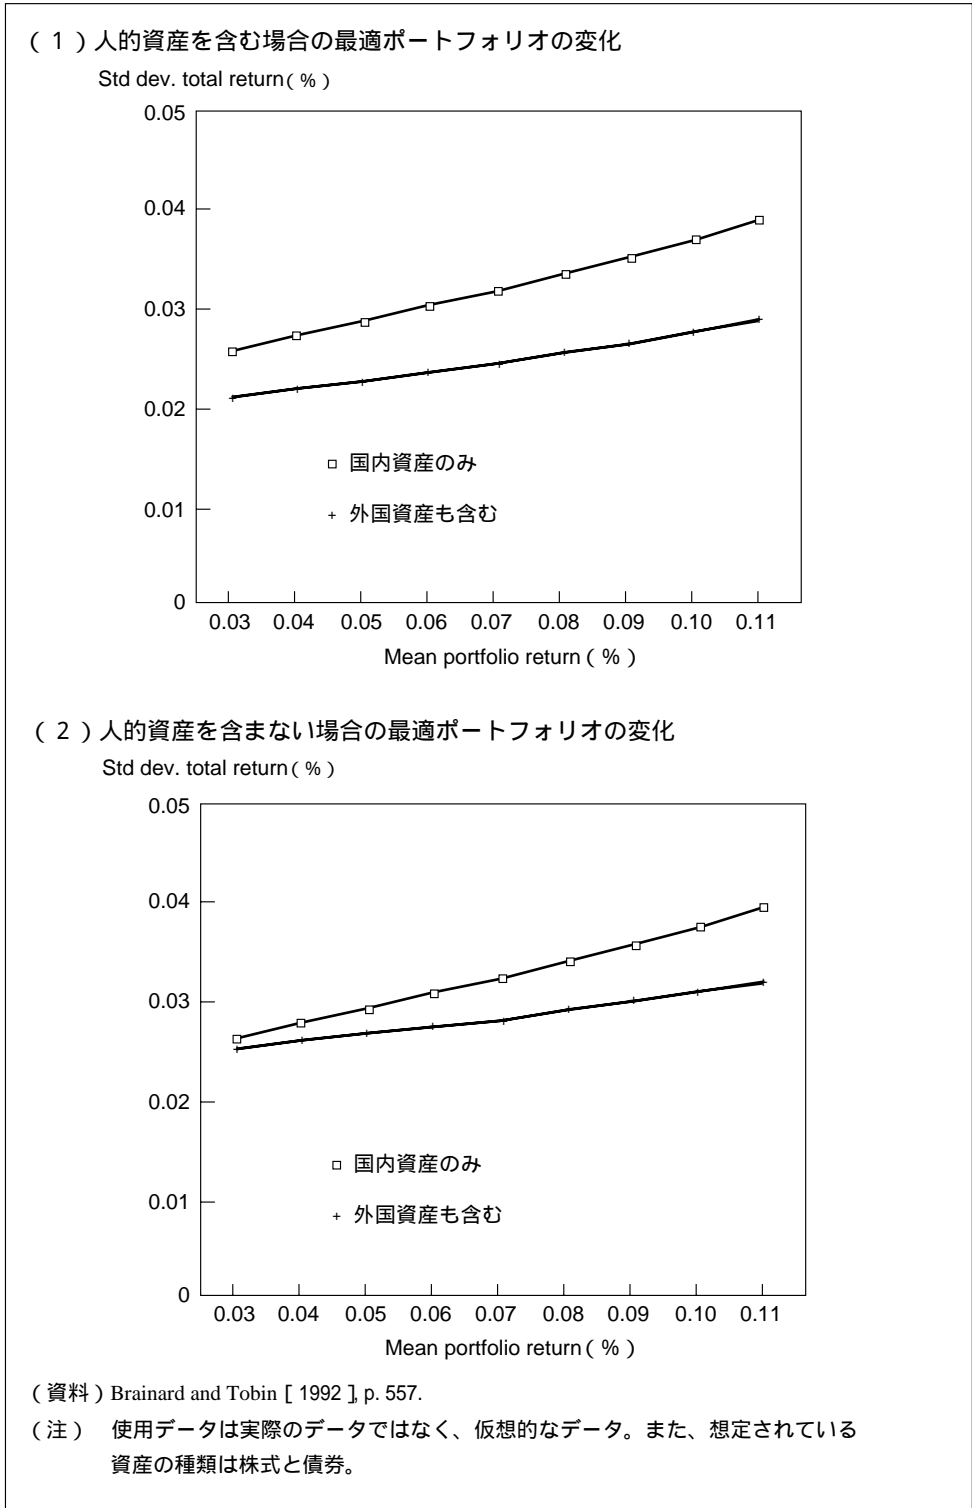 （1）人的資産を含む場合の最適ポートフォリオの変化
Std dev. total return（%）
0.05
0.04
0.03
0.02
0.01
0
国内資産のみ
外国資産も含む
0.03 0.04 0.05 0.06 0.07 0.08 0.09 0.10 0.11
Mean portfolio return（%）
（2）人的資産を含まない場合の最適ポートフォリオの変化
Std dev. total return（%）
0.05
0.04
0.03
0.02
0.01
0
国内資産のみ
外国資産も含む
0.03 0.04 0.05 0.06 0.07 0.08 0.09 0.10 0.11
Mean portfolio return（%）
（資料）Brainard and Tobin［1992］, p. 557.
（注） 使用データは実際のデータではなく、仮想的なデータ。また、想定されている
資産の種類は株式と債券。